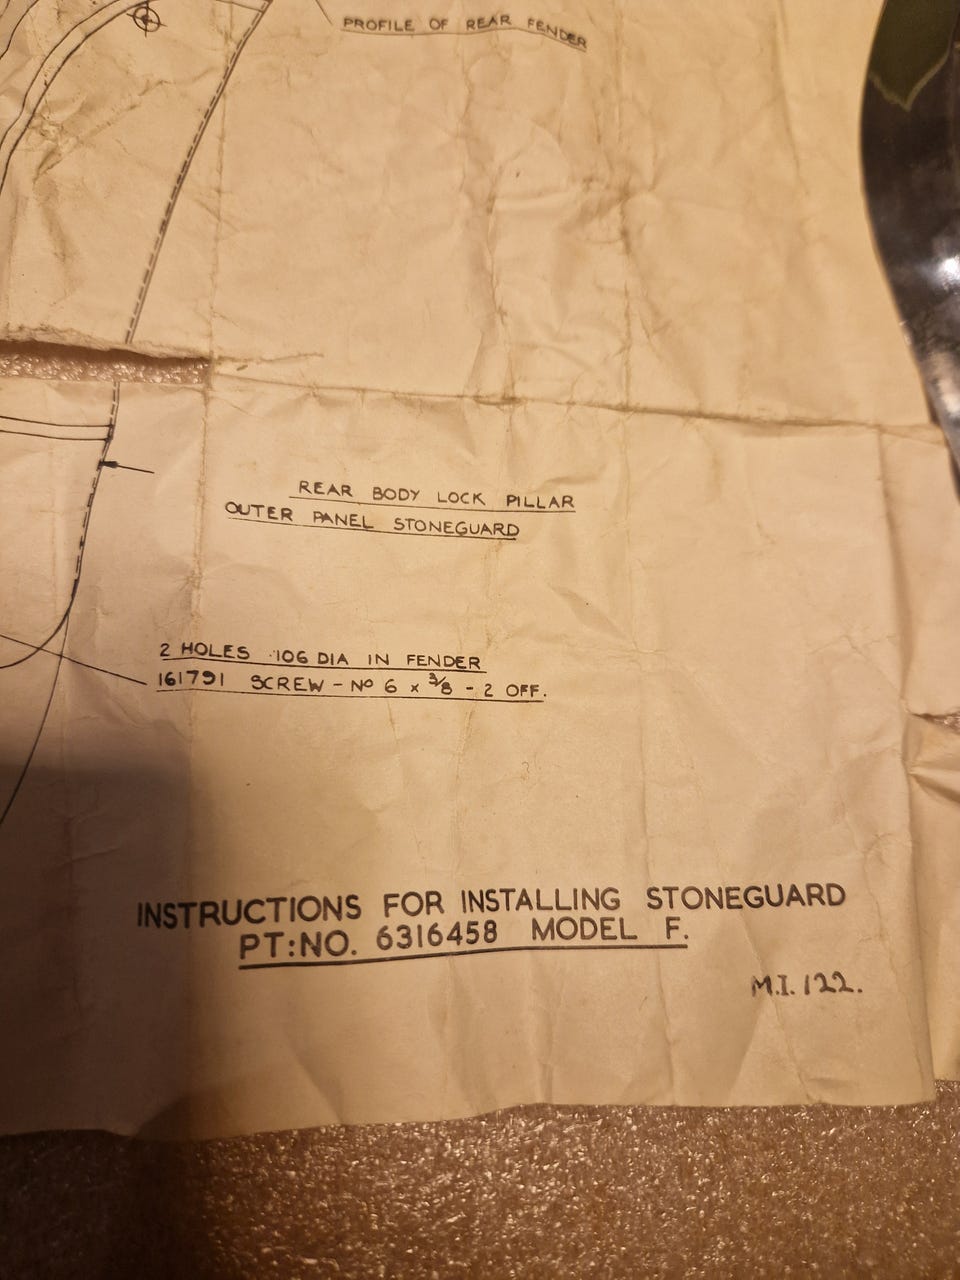 PROFILE OF REAR FENDER
REAR BODY LOCK PILLAR
OUTER PANEL STONEGUARD
2 HOLES .106 DIA IN FENDER
161791 SCREW - Nº 6 x 3/8 - 2 OFF.
INSTRUCTIONS FOR INSTALLING STONEGUARD
PT:NO. 6316458 MODEL F.
M.I. 122.